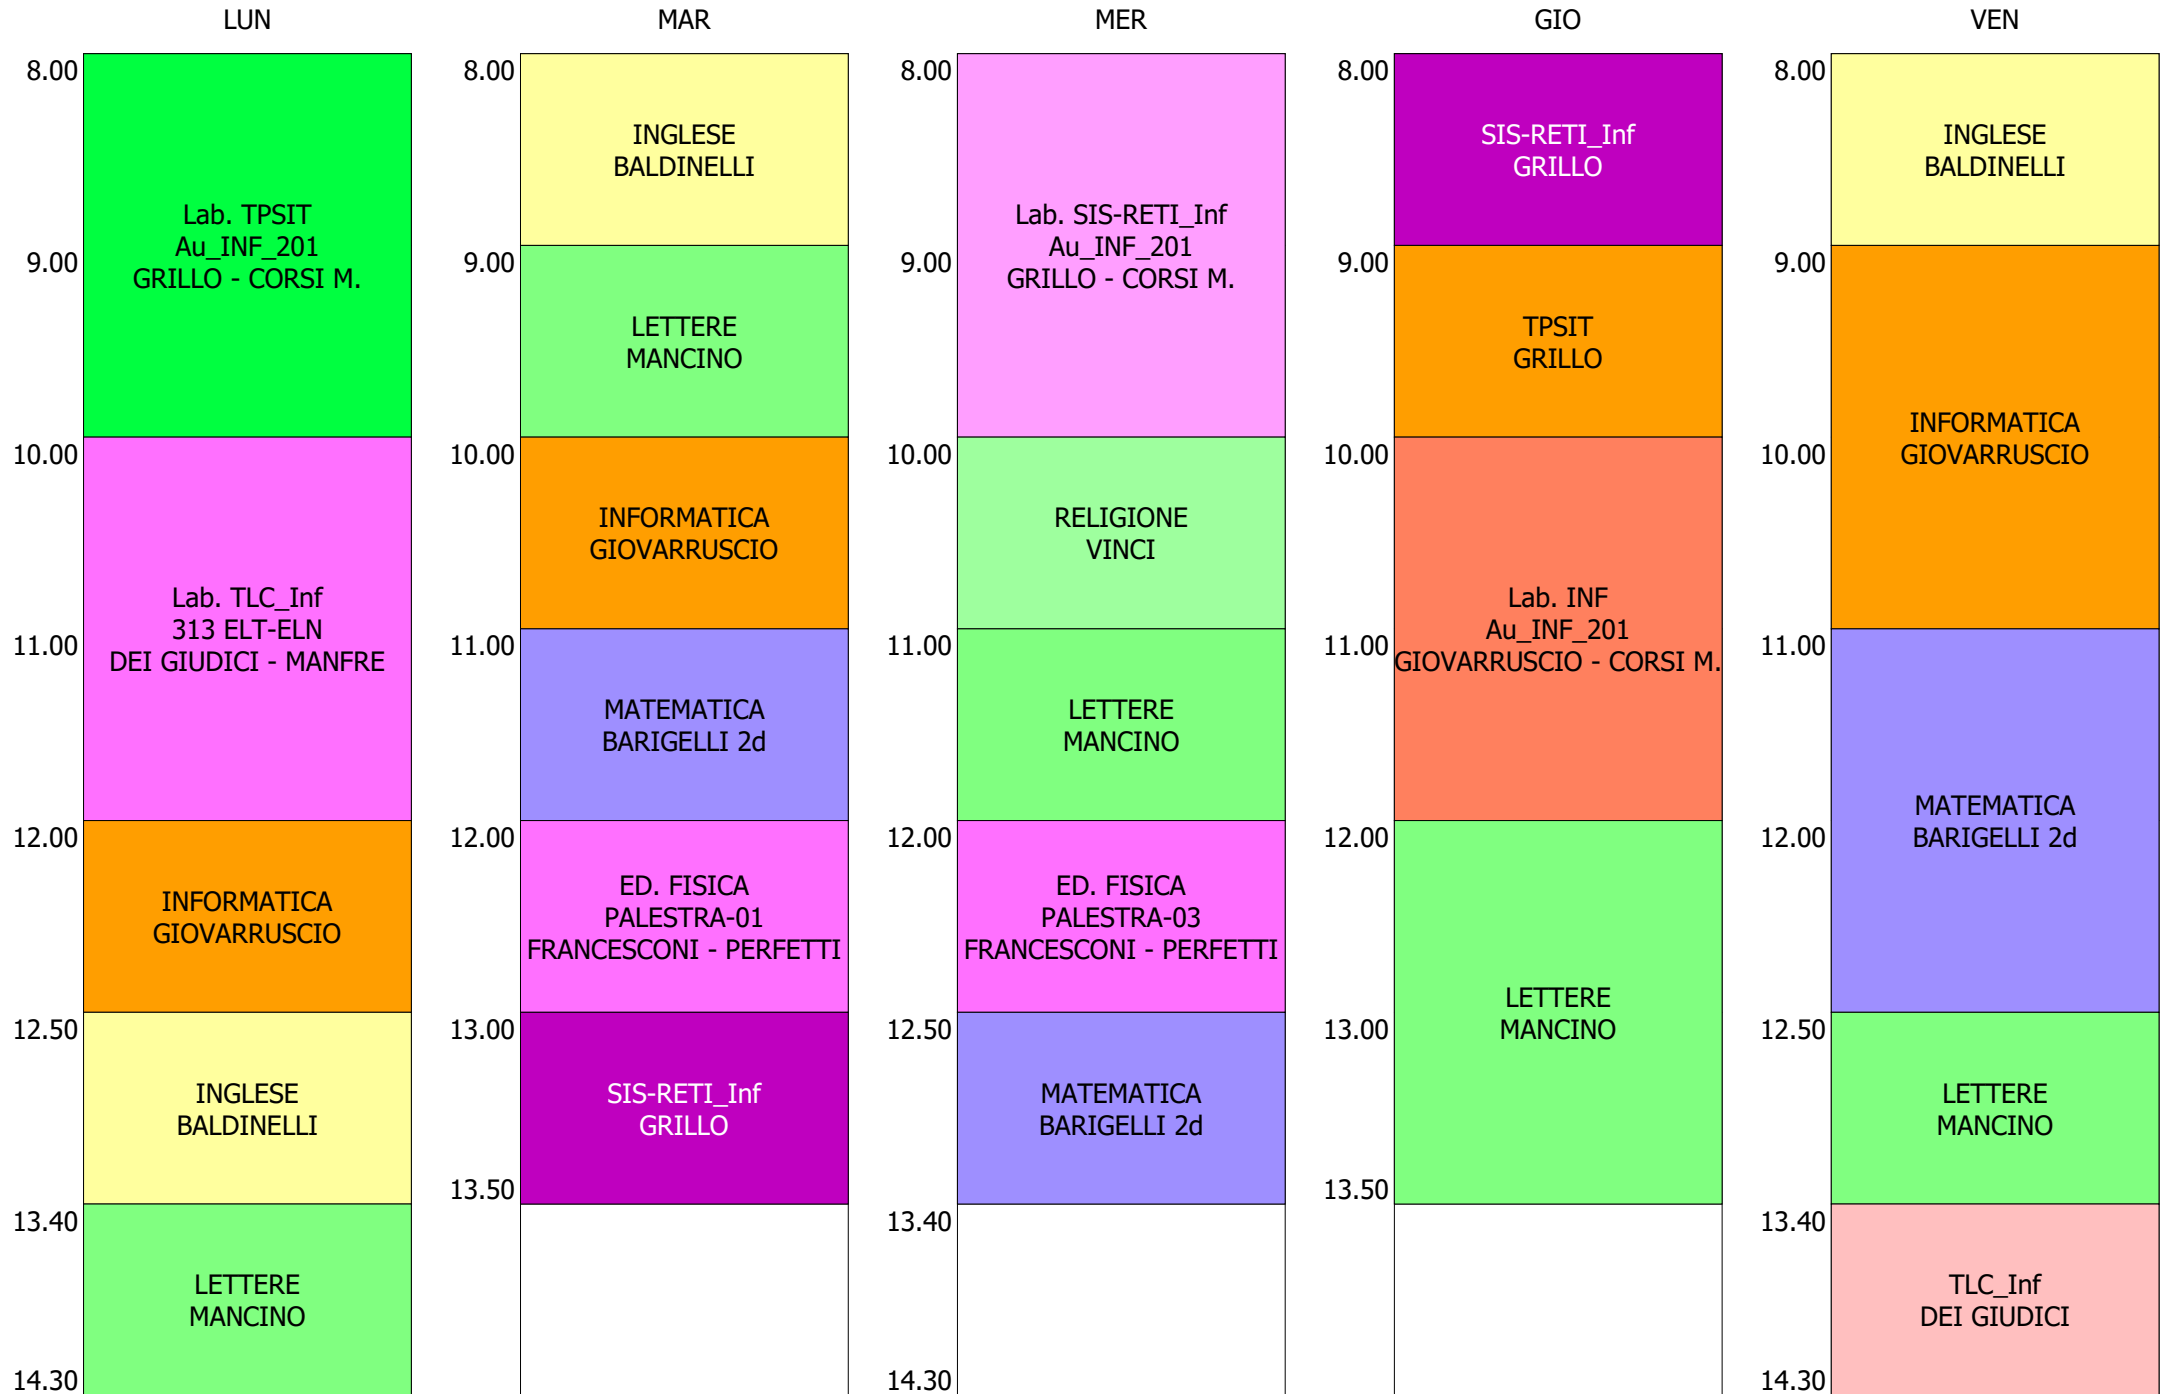 LUN
8.00
Lab. TPSIT
Au_INF_201
GRILLO - CORSI M.
9.00
10.00
Lab. TLC_Inf
313 ELT-ELN
DEI GIUDICI - MANFRE
11.00
12.00
INFORMATICA
GIOVARRUSCIO
12.50
INGLESE
BALDINELLI
13.40
LETTERE
MANCINO
14.30
MAR
8.00
INGLESE
BALDINELLI
9.00
LETTERE
MANCINO
10.00
INFORMATICA
GIOVARRUSCIO
11.00
MATEMATICA
BARIGELLI 2d
12.00
ED. FISICA
PALESTRA-01
FRANCESCONI - PERFETTI
13.00
SIS-RETI_Inf
GRILLO
13.50
MER
8.00
Lab. SIS-RETI_Inf
Au_INF_201
GRILLO - CORSI M.
9.00
10.00
RELIGIONE
VINCI
11.00
LETTERE
MANCINO
12.00
ED. FISICA
PALESTRA-03
FRANCESCONI - PERFETTI
12.50
MATEMATICA
BARIGELLI 2d
13.40
14.30
GIO
8.00
SIS-RETI_Inf
GRILLO
9.00
TPSIT
GRILLO
10.00
Lab. INF
Au_INF_201
GIOVARRUSCIO - CORSI M.
11.00
12.00
LETTERE
MANCINO
13.00
13.50
VEN
8.00
INGLESE
BALDINELLI
9.00
INFORMATICA
GIOVARRUSCIO
10.00
11.00
MATEMATICA
BARIGELLI 2d
12.00
12.50
LETTERE
MANCINO
13.40
TLC_Inf
DEI GIUDICI
14.30